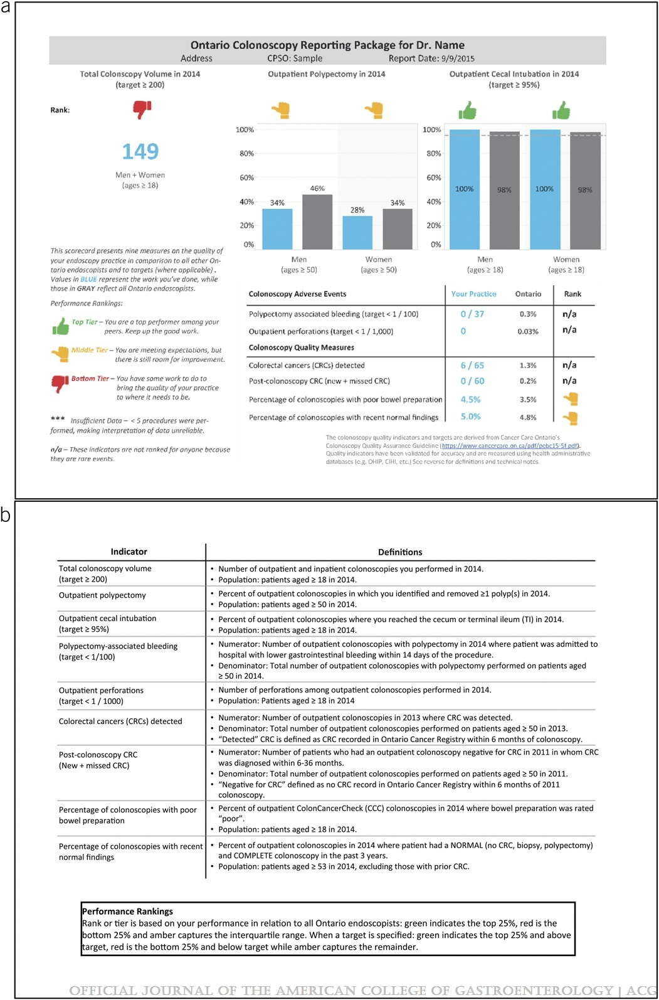 a
Ontario Colonoscopy Reporting Package for Dr. Name
Address CPSO: Sample Report Date: 9/9/2015
Total Colonscopy Volume in 2014
(target ≥ 200)
Rank:
149
Men + Women
(ages ≥ 18)
Outpatient Polypectomy in 2014
100%
80%
60%
40%
20%
0%
34%
46%
28%
34%
Men
(ages ≥ 50)
Women
(ages ≥ 50)
Outpatient Cecal Intubation in 2014
(target ≥ 95%)
100%
80%
60%
40%
20%
0%
100%
98%
100%
98%
Men
(ages ≥ 18)
Women
(ages ≥ 18)
This scorecard presents nine measures on the quality of
your endoscopy practice in comparison to all other On-
tario endoscopists and to targets (where applicable) .
Values in BLUE represent the work you've done, while
those in GRAY reflect all Ontario endoscopists.
Performance Rankings:
Top Tier – You are a top performer among your
peers. Keep up the good work.
Middle Tier – You are meeting expectations, but
there is still room for improvement.
Bottom Tier – You have some work to do to
bring the quality of your practice
to where it needs to be.
*** Insufficient Data – < 5 procedures were per-
formed, making interpretation of data unreliable.
n/a – These indicators are not ranked for anyone because
they are rare events.
Colonoscopy Adverse Events Your Practice Ontario Rank
Polypectomy associated bleeding (target < 1 / 100) 0 / 37 0.3% n/a
Outpatient perforations (target < 1 / 1,000) 0 0.03% n/a
Colonoscopy Quality Measures
Colorectal cancers (CRCs) detected 6 / 65 1.3% n/a
Post-colonoscopy CRC (new + missed CRC) 0 / 60 0.2% n/a
Percentage of colonoscopies with poor bowel preparation 4.5% 3.5%
Percentage of colonoscopies with recent normal findings 5.0% 4.8%
The colonoscopy quality indicators and targets are derived from Cancer Care Ontario's
Colonoscopy Quality Assurance Guideline (https://www.cancercare.on.ca/pdf/pebc15-5f.pdf).
Quality indicators have been validated for accuracy and are measured using health administrative
databases (e.g. OHIP, CIHI, etc.) See reverse for definitions and technical notes.
b
Indicator Definitions
Total colonoscopy volume
(target ≥ 200)
• Number of outpatient and inpatient colonoscopies you performed in 2014.
• Population: patients aged ≥ 18 in 2014.
Outpatient polypectomy
• Percent of outpatient colonoscopies in which you identified and removed ≥1 polyp(s) in 2014.
• Population: patients aged ≥ 50 in 2014.
Outpatient cecal intubation
(target ≥ 95%)
• Percent of outpatient colonoscopies where you reached the cecum or terminal ileum (TI) in 2014.
• Population: patients aged ≥ 18 in 2014.
Polypectomy-associated bleeding
(target < 1/100)
• Numerator: Number of outpatient colonoscopies with polypectomy in 2014 where patient was admitted to
hospital with lower gastrointestinal bleeding within 14 days of the procedure.
• Denominator: Total number of outpatient colonoscopies with polypectomy performed on patients aged
≥ 50 in 2014.
Outpatient perforations
(target < 1 / 1000)
• Number of perforations among outpatient colonoscopies performed in 2014.
• Population: Patients aged ≥ 18 in 2014
Colorectal cancers (CRCs) detected
• Numerator: Number of outpatient colonoscopies in 2013 where CRC was detected.
• Denominator: Total number of outpatient colonoscopies performed on patients aged ≥ 50 in 2013.
• “Detected” CRC is defined as CRC recorded in Ontario Cancer Registry within 6 months of colonoscopy.
Post-colonoscopy CRC
(New + missed CRC)
• Numerator: Number of patients who had an outpatient colonoscopy negative for CRC in 2011 in whom CRC
was diagnosed within 6-36 months.
• Denominator: Total number of outpatient colonoscopies performed on patients aged ≥ 50 in 2011.
• “Negative for CRC” defined as no CRC record in Ontario Cancer Registry within 6 months of 2011
colonoscopy.
Percentage of colonoscopies with poor
bowel preparation
• Percent of outpatient ColonCancerCheck (CCC) colonoscopies in 2014 where bowel preparation was rated
“poor”.
• Population: patients aged ≥ 18 in 2014.
Percentage of colonoscopies with recent
normal findings
• Percent of outpatient colonoscopies in 2014 where patient had a NORMAL (no CRC, biopsy, polypectomy)
and COMPLETE colonoscopy in the past 3 years.
• Population: patients aged ≥ 53 in 2014, excluding those with prior CRC.
Performance Rankings
Rank or tier is based on your performance in relation to all Ontario endoscopists: green indicates the top 25%, red is the
bottom 25% and amber captures the interquartile range. When a target is specified: green indicates the top 25% and above
target, red is the bottom 25% and below target while amber captures the remainder.
OFFICIAL JOURNAL OF THE AMERICAN COLLEGE OF GASTROENTEROLOGY | ACG